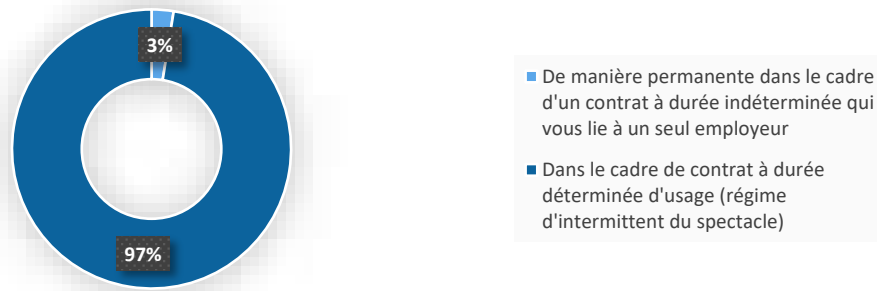 3%
97%
De manière permanente dans le cadre
d'un contrat à durée indéterminée qui
vous lie à un seul employeur
Dans le cadre de contrat à durée
déterminée d'usage (régime
d'intermittent du spectacle)